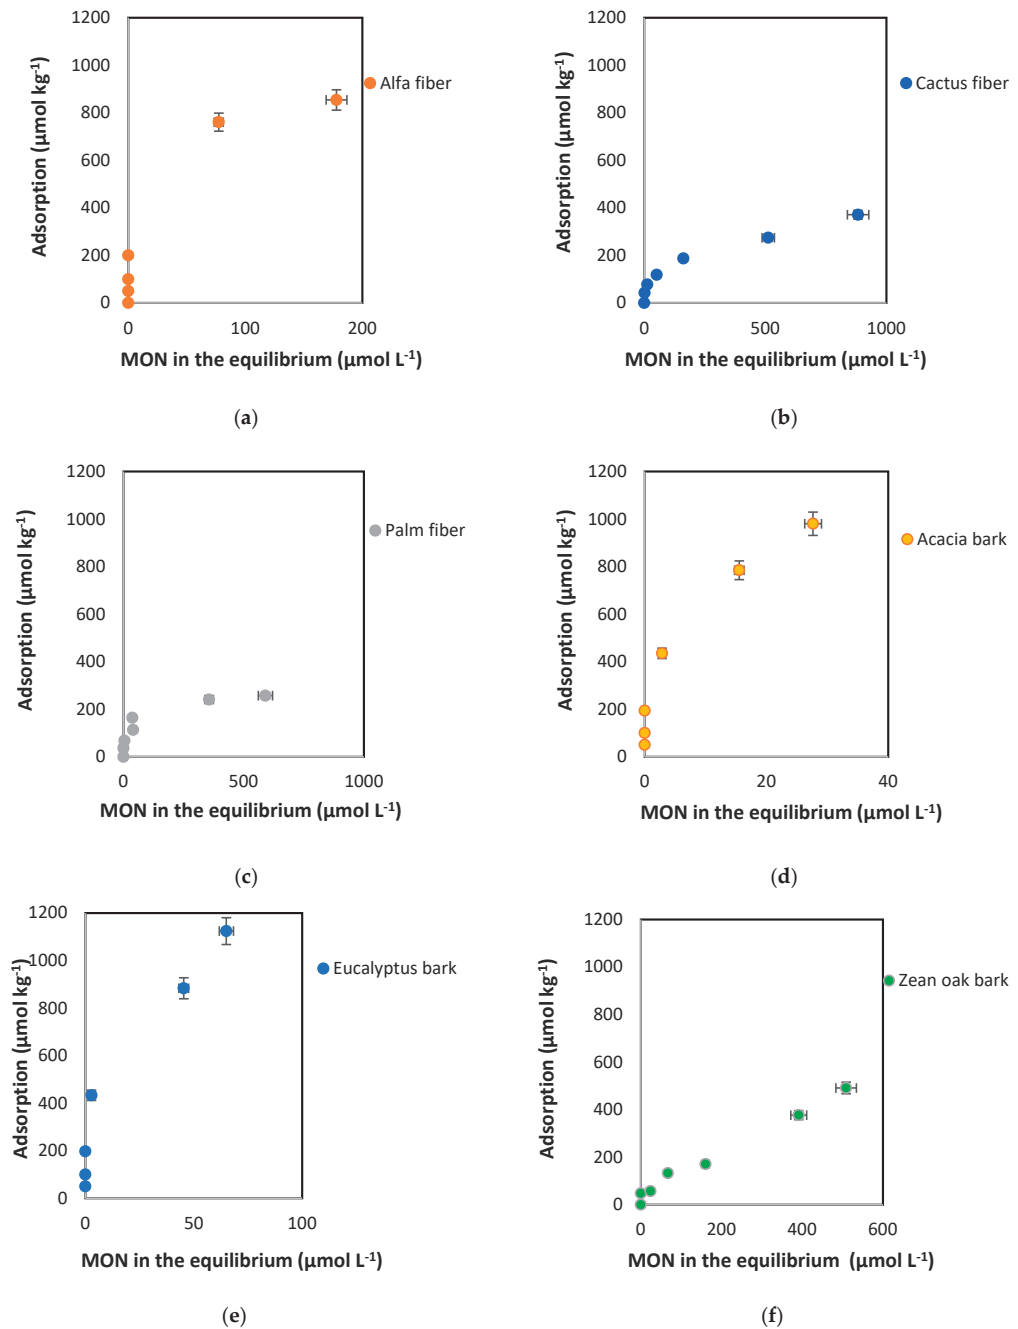 1200
1000
800
600
400
200
0
Adsorption (µmol kg-1)
0 100 200
MON in the equilibrium (µmol L-1)
Alfa fiber
(a)
1200
1000
800
600
400
200
0
Adsorption (µmol kg-1)
0 500 1000
MON in the equilibrium (µmol L-1)
Cactus fiber
(b)
1200
1000
800
600
400
200
0
Adsorption (µmol kg-1)
0 500 1000
MON in the equilibrium (µmol L-1)
Palm fiber
(c)
1200
1000
800
600
400
200
0
Adsorption (µmol kg-1)
0 20 40
MON in the equilibrium (µmol L-1)
Acacia bark
(d)
1200
1000
800
600
400
200
0
Adsorption (µmol kg-1)
0 50 100
MON in the equilibrium (µmol L-1)
Eucalyptus bark
(e)
1200
1000
800
600
400
200
0
Adsorption (µmol kg-1)
0 200 400 600
MON in the equilibrium (µmol L-1)
Zean oak bark
(f)